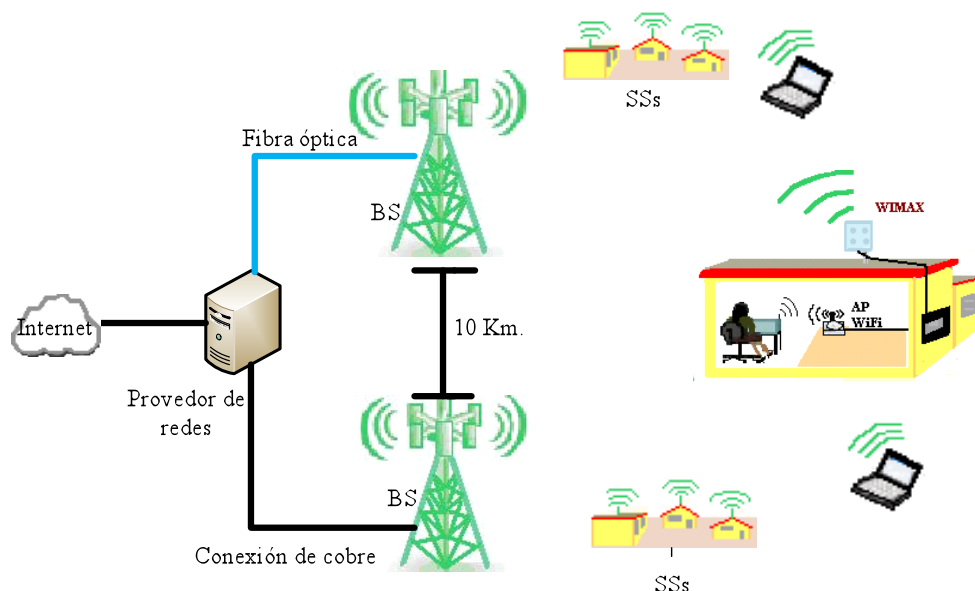 SSs
Fibra óptica
BS
WIMAX
Internet
10 Km.
AP
WiFi
Provedor de
redes
BS
Conexión de cobre
SSs